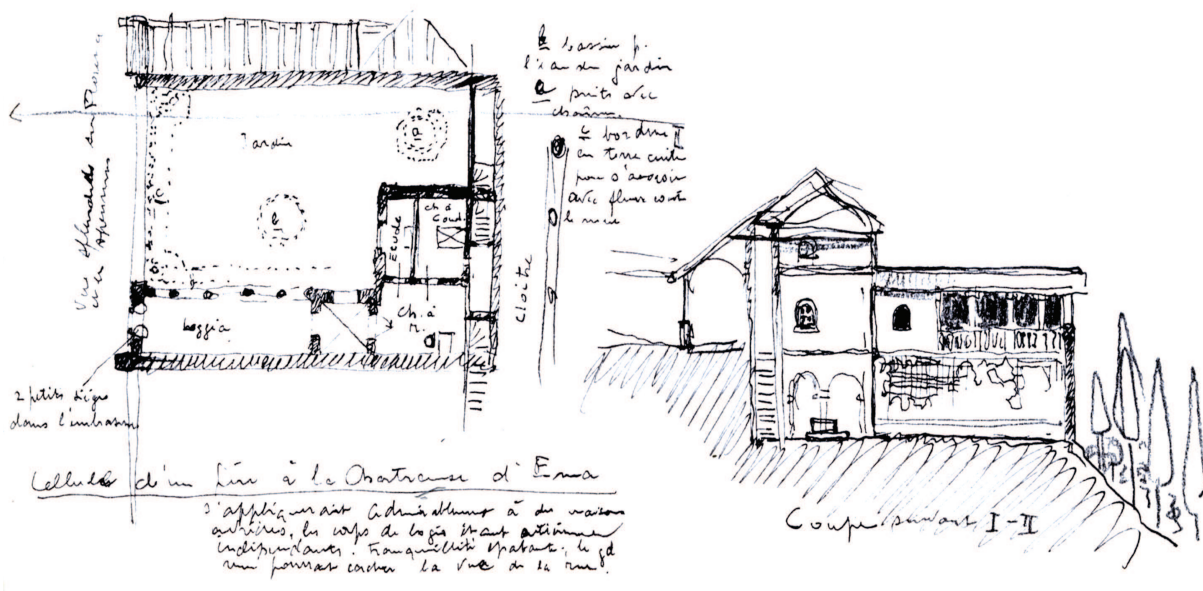 b bassin p.
l'eau du jardin
a puits avec
chaîne
c bordure
en terre cuite
pour s'asseoir
avec fleurs contre
le mur
II
Vue splendide sur Florence
Jardin
a
b
c
Etude
ch à
Coud.
ch. à
loggia
Cloître
2 petits sièges
dans l'embrasure
Cellule d'un Père à la Chartreuse d'Ema
s'appliquerait admirablement à des maisons
ouvrières, les corps de logis étant entièrement
indépendants. Tranquillité épatante, le gd
mur pourrait cacher la vue de la rue.
Coupe suivant I-II